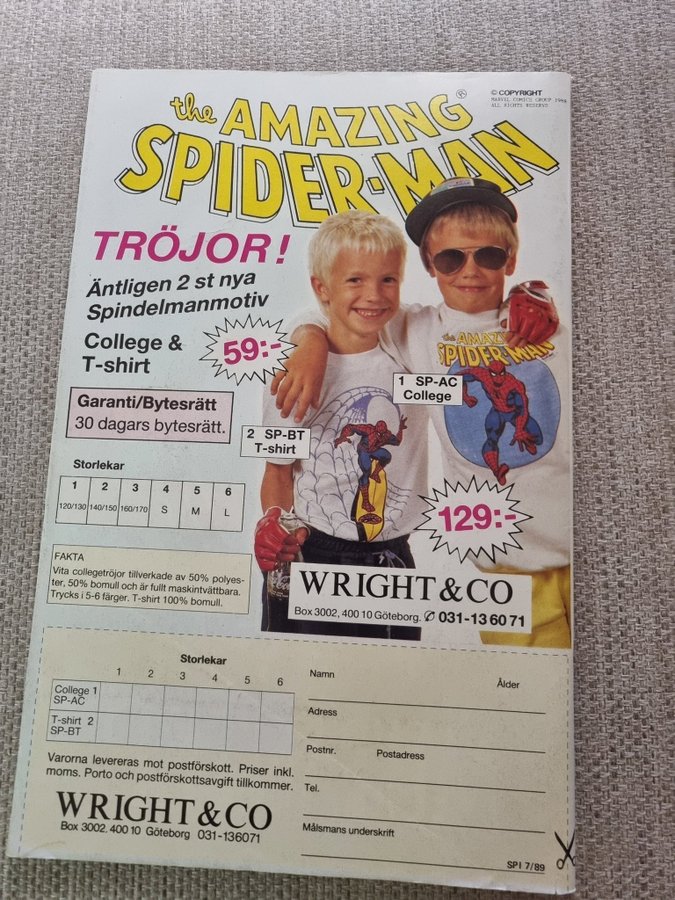 the AMAZING
SPIDER-MAN ®
© COPYRIGHT
MARVEL COMICS GROUP 1989
ALL RIGHTS RESERVED
TRÖJOR!
Äntligen 2 st nya
Spindelmanmotiv
College &
T-shirt
59:-
Garanti/Bytesrätt
30 dagars bytesrätt.
1 SP-AC
College
2 SP-BT
T-shirt
the AMAZI
SPIDER-MAN
129:-
Storlekar
1 2 3 4 5 6
120/130 140/150 160/170 S M L
FAKTA
Vita collegetröjor tillverkade av 50% polyes-
ter, 50% bomull och är fullt maskintvättbara.
Trycks i 5-6 färger. T-shirt 100% bomull.
WRIGHT & CO
Box 3002, 400 10 Göteborg. ✆ 031-13 60 71
Storlekar
1 2 3 4 5 6
College 1
SP-AC
T-shirt 2
SP-BT
Varorna levereras mot postförskott. Priser inkl.
moms. Porto och postförskottsavgift tillkommer.
WRIGHT & CO
Box 3002. 400 10 Göteborg 031-136071
Namn
Ålder
Adress
Postnr. Postadress
Tel.
Målsmans underskrift
SPI 7/89